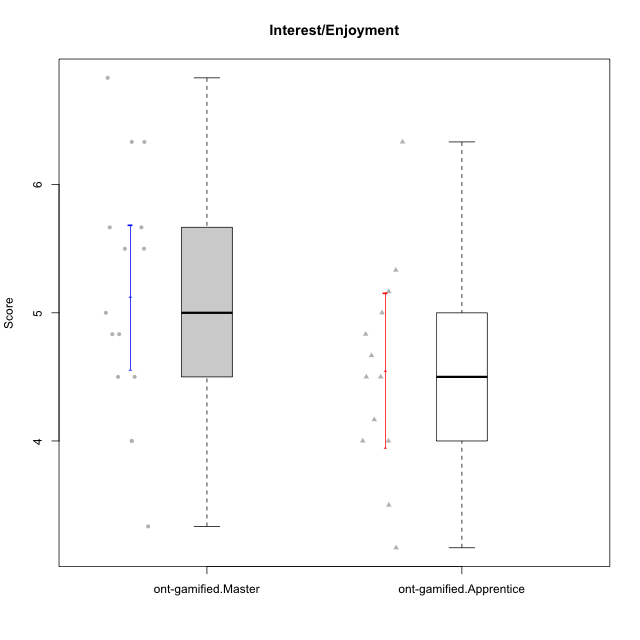 Interest/Enjoyment
Score
6
5
4
ont-gamified.Master
ont-gamified.Apprentice